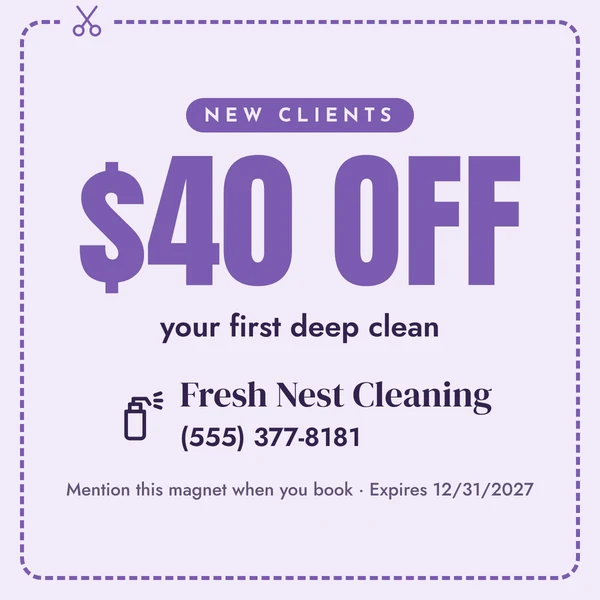 NEW CLIENTS
$40 OFF
your first deep clean
Fresh Nest Cleaning
(555) 377-8181
Mention this magnet when you book · Expires 12/31/2027